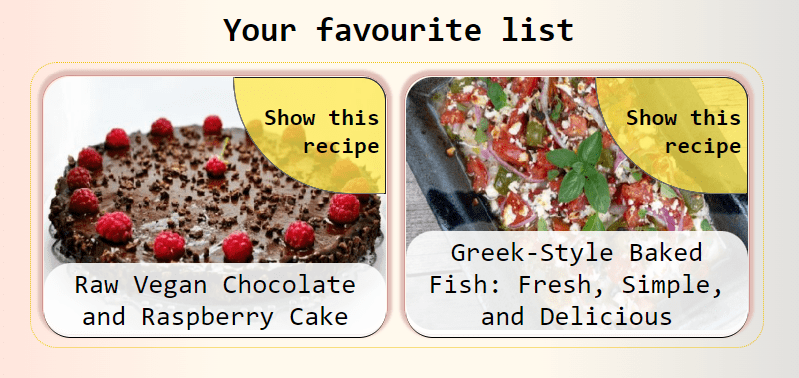 Your favourite list
Show this
recipe
Raw Vegan Chocolate
and Raspberry Cake
Show this
recipe
Greek-Style Baked
Fish: Fresh, Simple,
and Delicious